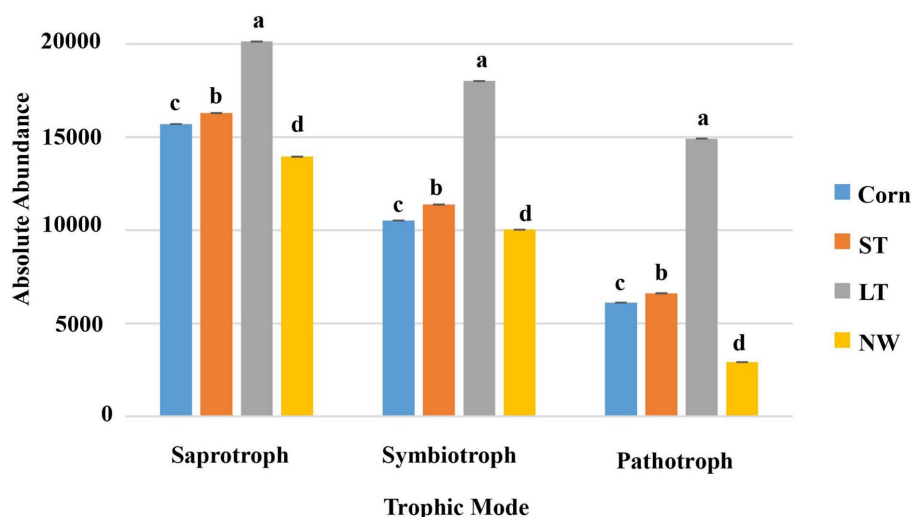 Absolute Abundance
20000
15000
10000
5000
0
c b a d
c b a d
c b a d
Saprotroph Symbiotroph Pathotroph
Trophic Mode
Corn
ST
LT
NW